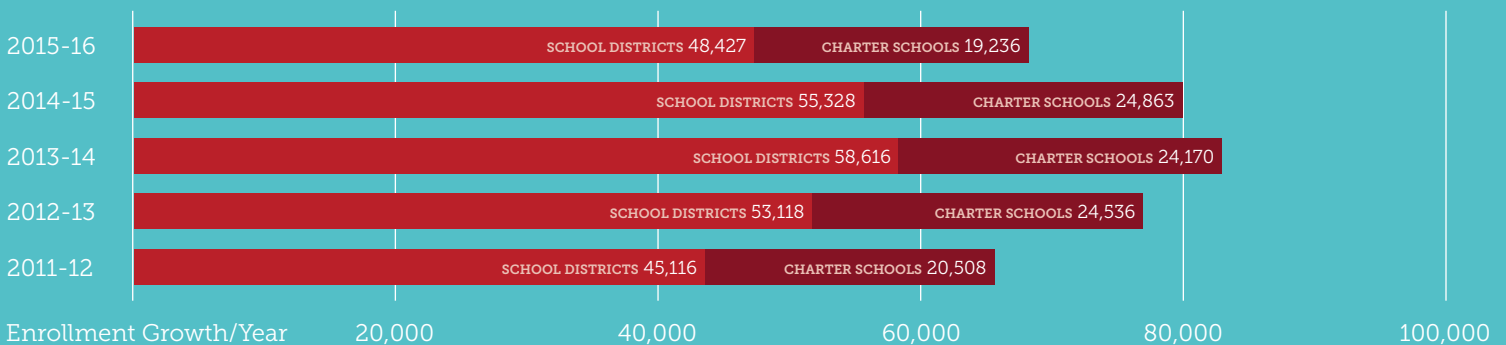 2015-16 SCHOOL DISTRICTS 48,427 CHARTER SCHOOLS 19,236
2014-15 SCHOOL DISTRICTS 55,328 CHARTER SCHOOLS 24,863
2013-14 SCHOOL DISTRICTS 58,616 CHARTER SCHOOLS 24,170
2012-13 SCHOOL DISTRICTS 53,118 CHARTER SCHOOLS 24,536
2011-12 SCHOOL DISTRICTS 45,116 CHARTER SCHOOLS 20,508
Enrollment Growth/Year 20,000 40,000 60,000 80,000 100,000